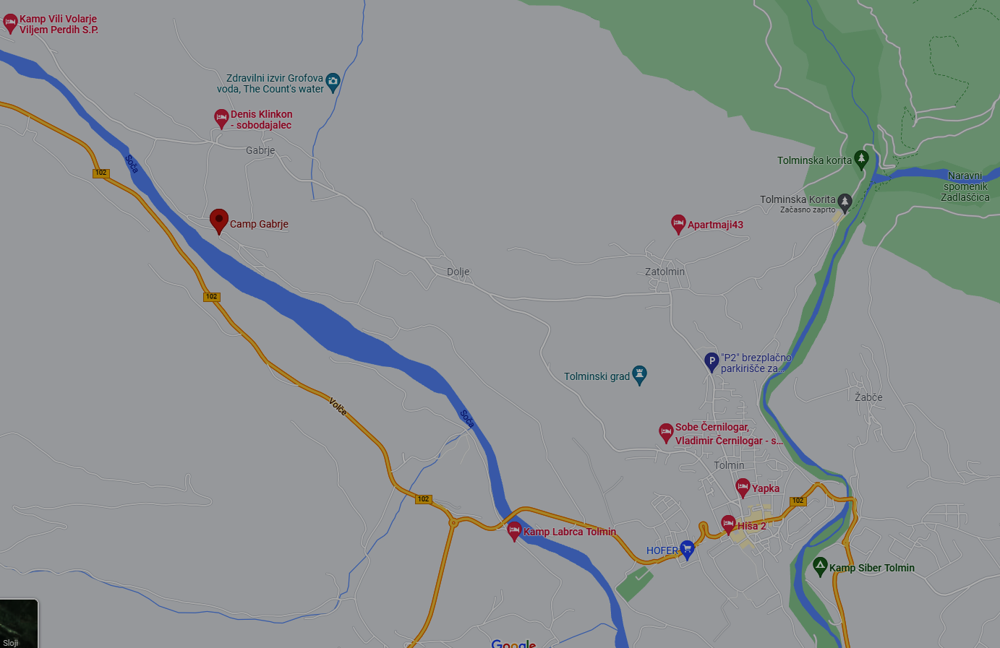 Kamp Vili Volarje
Viljem Perdih S.P.
Zdravilni izvir Grofova
voda, The Count's water
Denis Klinkon
- sobodajalec
Gabrje
Soča
102
Tolminska korita
Naravni
spomenik
Zadlaščica
Tolminska Korita
Začasno zaprto
Camp Gabrje
Apartmaji43
Dolje
Zatolmin
102
"P2" brezplačno
parkirišče za...
Tolminski grad
Žabče
Volče
Soča
Sobe Černilogar,
Vladimir Černilogar - s...
Tolmin
Yapka
102
102
Hiša 2
Kamp Labrca Tolmin
HOFER
Kamp Siber Tolmin
Sloji
Google